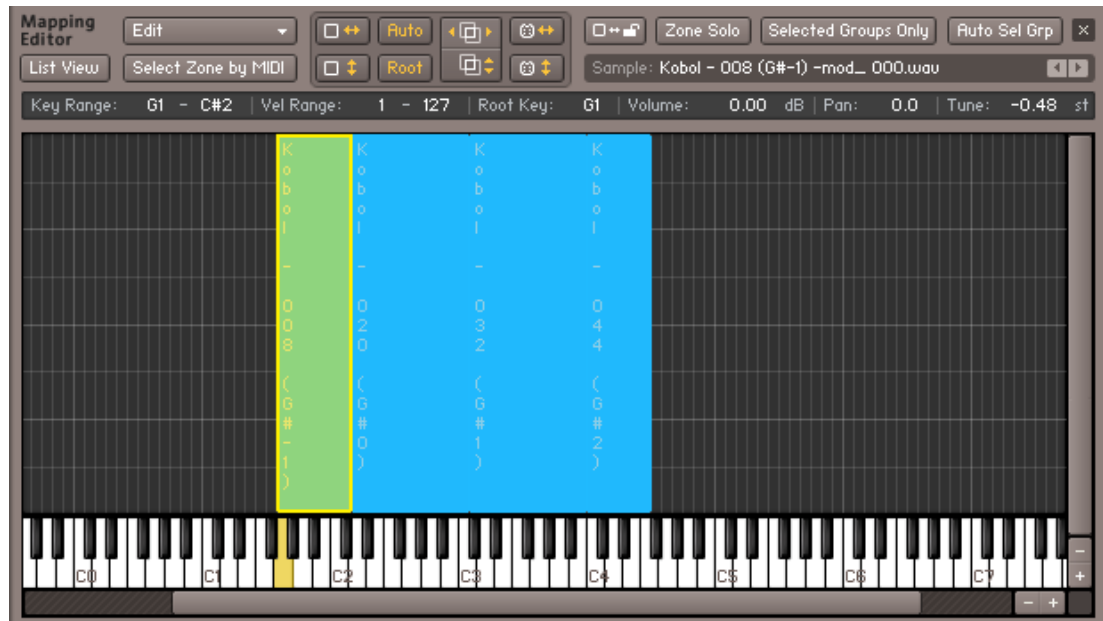 Mapping Editor
Edit
Auto
Zone Solo
Selected Groups Only
Auto Sel Grp
×
List View
Select Zone by MIDI
Root
Sample: Kobol - 008 (G#-1) -mod_ 000.wav
Key Range: G1 - C#2 | Vel Range: 1 - 127 | Root Key: G1 | Volume: 0.00 dB | Pan: 0.0 | Tune: -0.48 st
Kobol - 008 (G#-1)
Kobol - 020 (G#0)
Kobol - 032 (G#1)
Kobol - 044 (G#2)
C0 C1 C2 C3 C4 C5 C6 C7